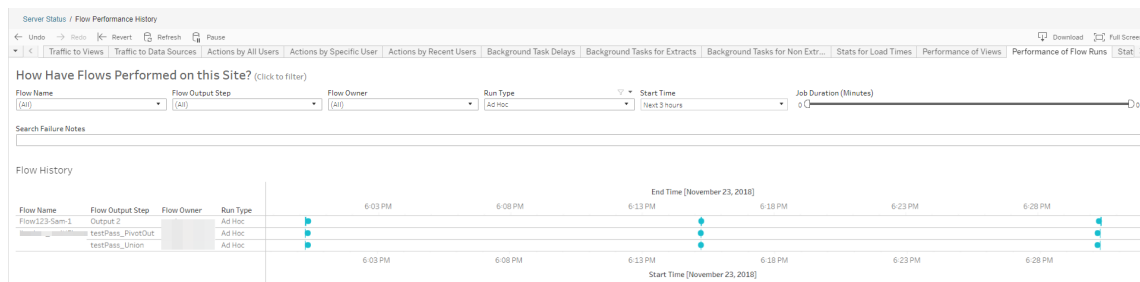 Server Status / Flow Performance History
Undo Redo Revert Refresh Pause Download Full Scree
Traffic to Views Traffic to Data Sources Actions by All Users Actions by Specific User Actions by Recent Users Background Task Delays Background Tasks for Extracts Background Tasks for Non Extr... Stats for Load Times Performance of Views Performance of Flow Runs Stat
How Have Flows Performed on this Site? (Click to filter)
Flow Name Flow Output Step Flow Owner Run Type Start Time Job Duration (Minutes)
(All) (All) (All) Ad Hoc Next 3 hours 0 0
Search Failure Notes
Flow History
End Time [November 23, 2018]
Flow Name Flow Output Step Flow Owner Run Type 6:03 PM 6:08 PM 6:13 PM 6:18 PM 6:23 PM 6:28 PM
Flow123-Sam-1 Output 2 Ad Hoc
testPass_PivotOut Ad Hoc
testPass_Union Ad Hoc
6:03 PM 6:08 PM 6:13 PM 6:18 PM 6:23 PM 6:28 PM
Start Time [November 23, 2018]